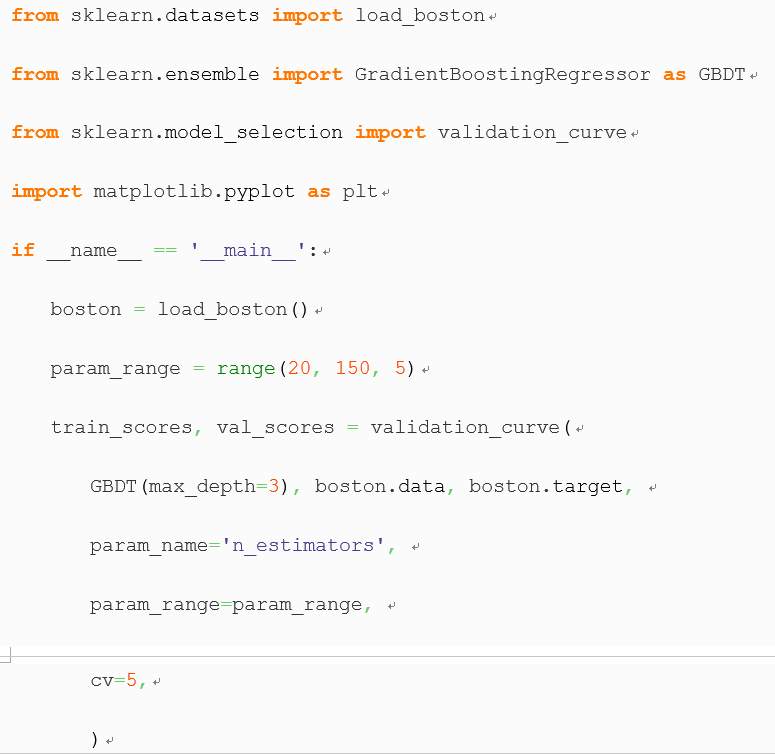 from sklearn.datasets import load_boston
from sklearn.ensemble import GradientBoostingRegressor as GBDT
from sklearn.model_selection import validation_curve
import matplotlib.pyplot as plt
if __name__ == '__main__':
boston = load_boston()
param_range = range(20, 150, 5)
train_scores, val_scores = validation_curve(
GBDT(max_depth=3), boston.data, boston.target,
param_name='n_estimators',
param_range=param_range,
cv=5,
)